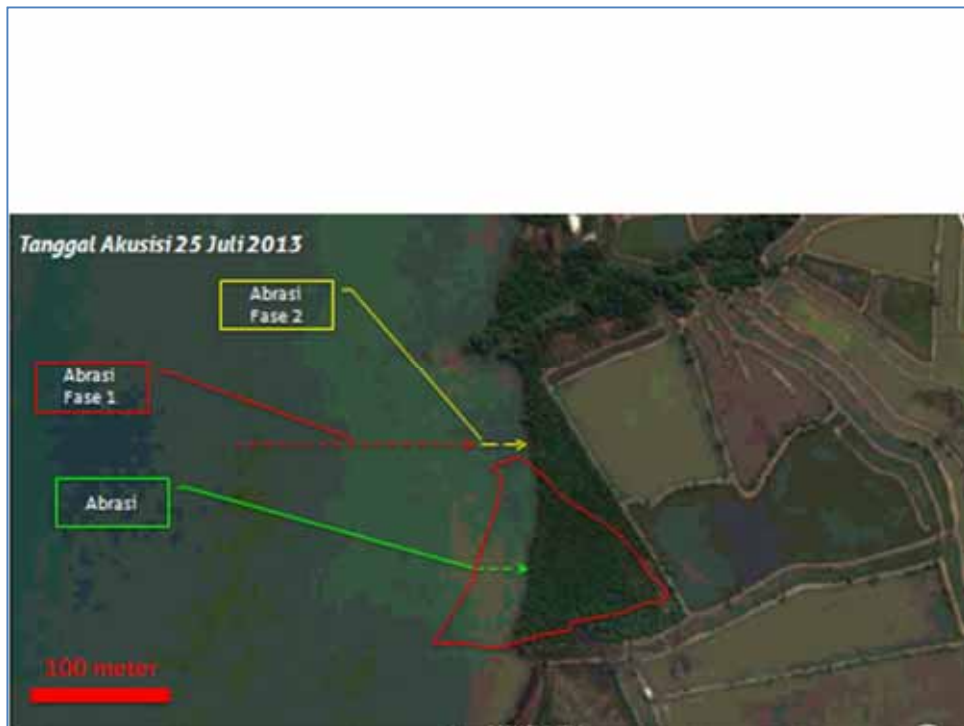 Tanggal Akusisi 25 Juli 2013
Abrasi
Fase 2
Abrasi
Fase 1
Abrasi
100 meter